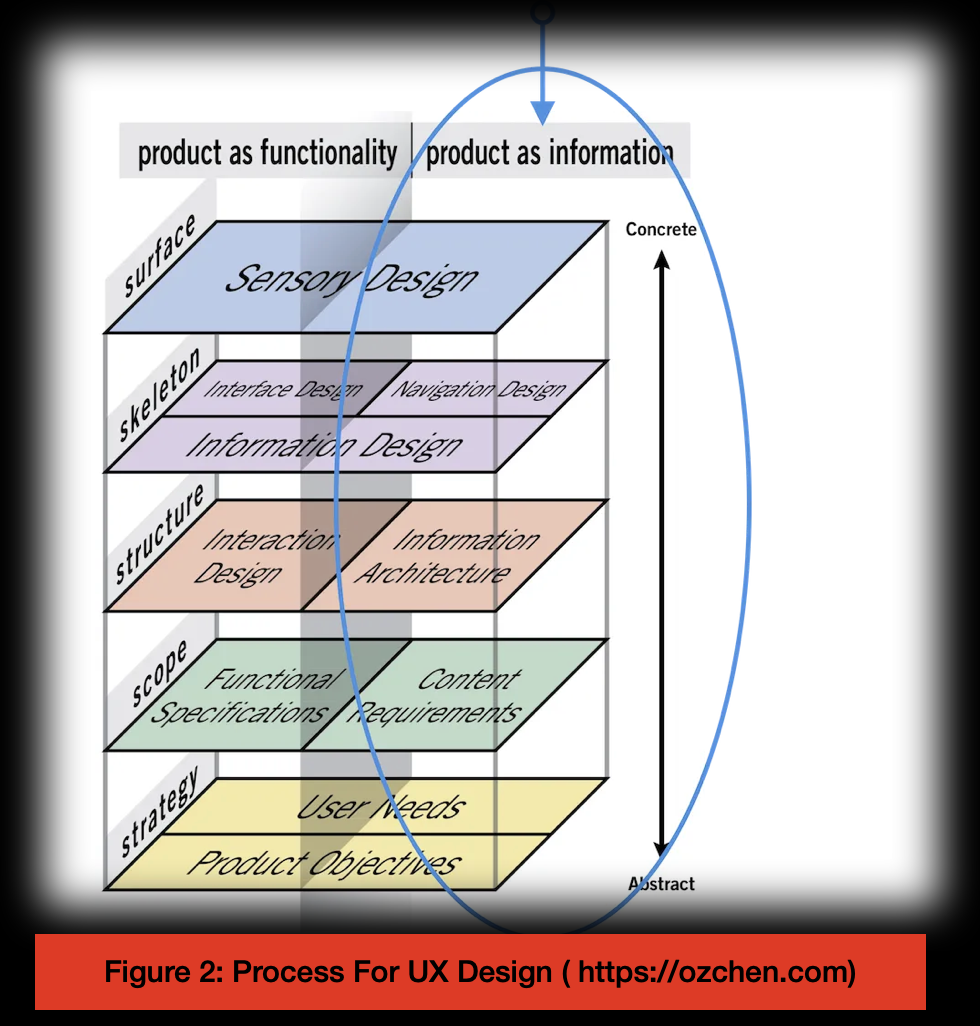 product as functionality
product as information
surface
Concrete
Sensory Design
skeleton
Interface Design
Navigation Design
Information Design
structure
Interaction
Design
Information
Architecture
scope
Functional
Specifications
Content
Requirements
strategy
User Needs
Product Objectives
Abstract
Figure 2: Process For UX Design ( https://ozchen.com)